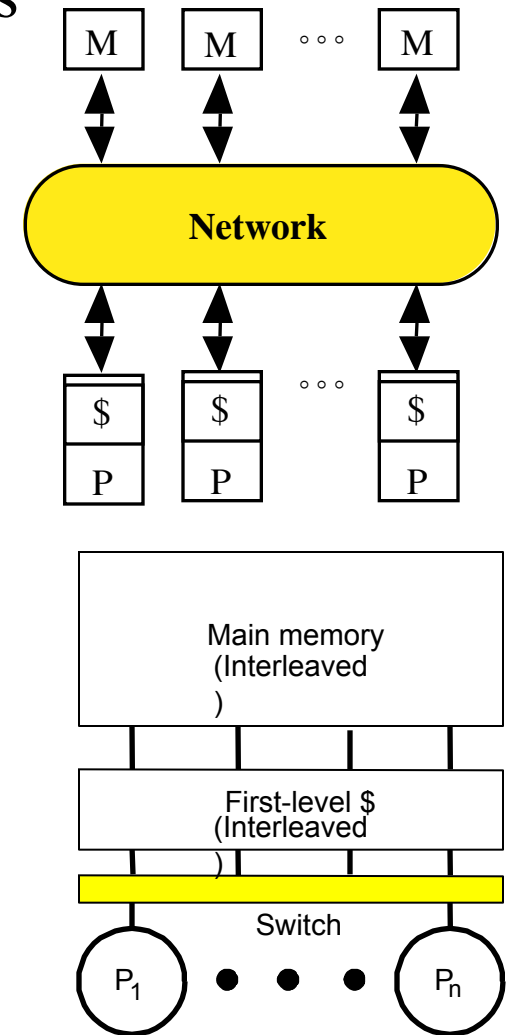 s
M M °°° M
Network
°°°
$ $ $
P P P
Main memory
(Interleaved
)
First-level $
(Interleaved
)
Switch
P1 ● ● ● Pn